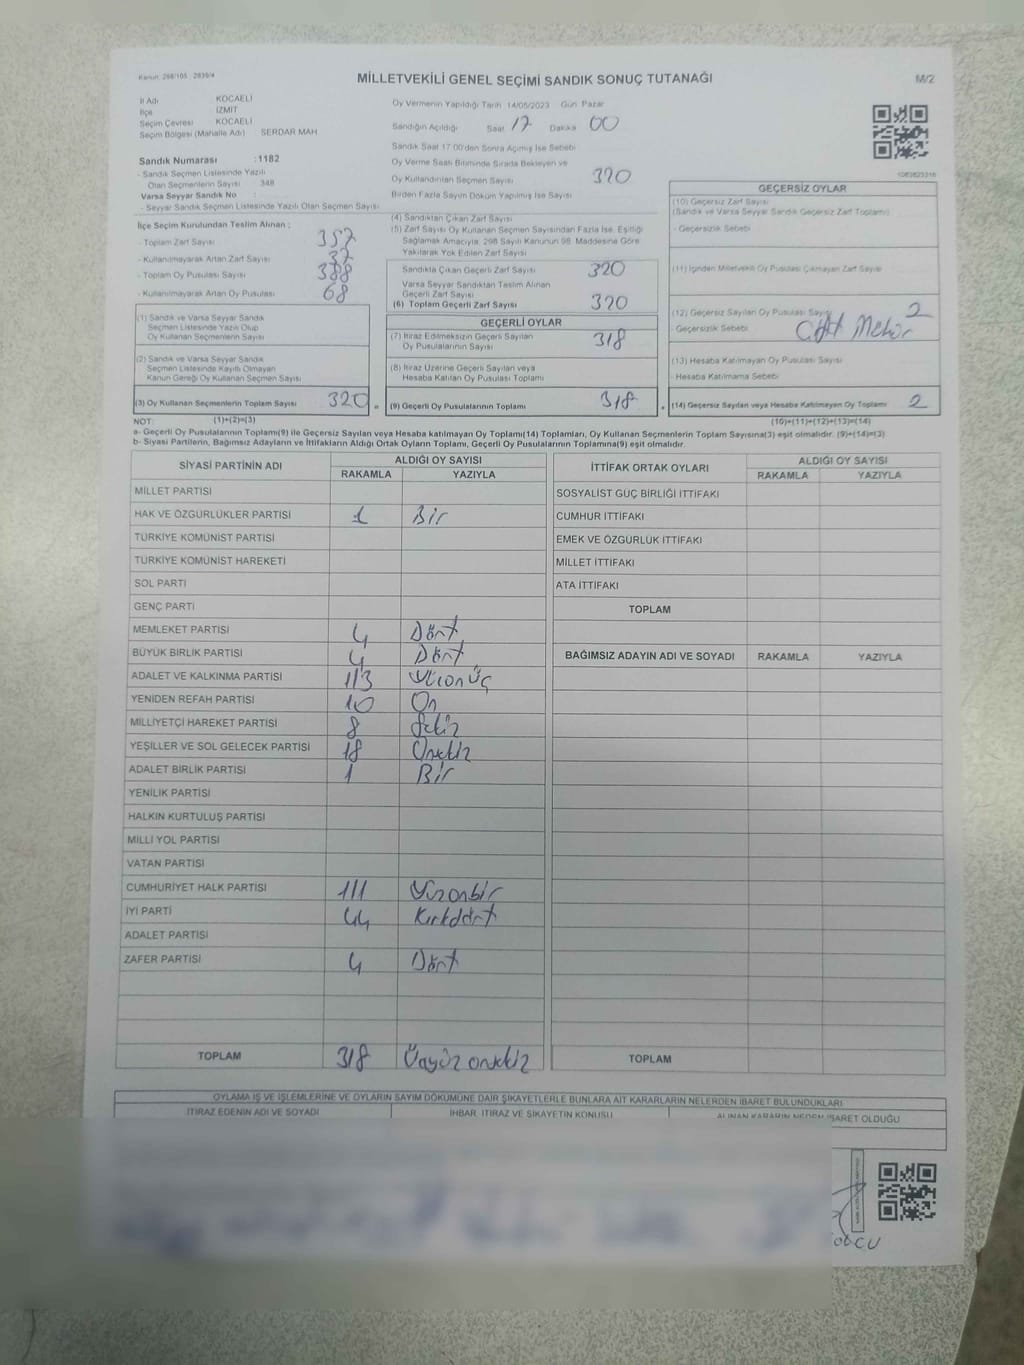 Kanun: 298/105 2839/4
MİLLETVEKİLİ GENEL SEÇİMİ SANDIK SONUÇ TUTANAĞI
M/2
İl Adı KOCAELİ
İlçe İZMİT
Seçim Çevresi KOCAELİ
Seçim Bölgesi (Mahalle Adı) SERDAR MAH
Sandık Numarası :1182
- Sandık Seçmen Listesinde Yazılı
Olan Seçmenlerin Sayısı 348
Varsa Seyyar Sandık No :
- Seyyar Sandık Seçmen Listesinde Yazılı Olan Seçmen Sayısı
Oy Vermenin Yapıldığı Tarih 14/05/2023 Gün Pazar
Sandığın Açıldığı Saat 17 Dakika 00
Sandık Saat 17:00'den Sonra Açılmış İse Sebebi
Oy Verme Saati Bitiminde Sırada Bekleyen ve
Oy Kullandırılan Seçmen Sayısı 320
Birden Fazla Sayım Döküm Yapılmış İse Sayısı
İlçe Seçim Kurulundan Teslim Alınan ;
- Toplam Zarf Sayısı 357
- Kullanılmayarak Artan Zarf Sayısı 37
- Toplam Oy Pusulası Sayısı 388
- Kullanılmayarak Artan Oy Pusulası 68
(4) Sandıktan Çıkan Zarf Sayısı
(5) Zarf Sayısı Oy Kullanan Seçmen Sayısından Fazla İse, Eşitliği
Sağlamak Amacıyla, 298 Sayılı Kanunun 98. Maddesine Göre
Yakılarak Yok Edilen Zarf Sayısı
Sandıkta Çıkan Geçerli Zarf Sayısı 320
Varsa Seyyar Sandıktan Teslim Alınan
Geçerli Zarf Sayısı
(6) Toplam Geçerli Zarf Sayısı 320
GEÇERSİZ OYLAR
(10) Geçersiz Zarf Sayısı
(Sandık ve Varsa Seyyar Sandık Geçersiz Zarf Toplamı)
- Geçersizlik Sebebi
(11) İçinden Milletvekili Oy Pusulası Çıkmayan Zarf Sayısı
(12) Geçersiz Sayılan Oy Pusulası Sayısı 2
- Geçersizlik Sebebi Çift Mühür
(13) Hesaba Katılmayan Oy Pusulası Sayısı
- Hesaba Katılmama Sebebi
(14) Geçersiz Sayılan veya Hesaba Katılmayan Oy Toplamı 2
(1) Sandık ve Varsa Seyyar Sandık
Seçmen Listesinde Yazılı Olup
Oy Kullanan Seçmenlerin Sayısı
(2) Sandık ve Varsa Seyyar Sandık
Seçmen Listesinde Kayıtlı Olmayan
Kanun Gereği Oy Kullanan Seçmen Sayısı
(3) Oy Kullanan Seçmenlerin Toplam Sayısı 320 =
GEÇERLİ OYLAR
(7) İtiraz Edilmeksizin Geçerli Sayılan
Oy Pusulalarının Sayısı 318
(8) İtiraz Üzerine Geçerli Sayılan veya
Hesaba Katılan Oy Pusulası Toplamı
(9) Geçerli Oy Pusulalarının Toplamı 318 +
NOT: (1)+(2)=(3) (10)+(11)+(12)+(13)=(14)
a- Geçerli Oy Pusulalarının Toplamı(9) ile Geçersiz Sayılan veya Hesaba katılmayan Oy Toplamı(14) Toplamları, Oy Kullanan Seçmenlerin Toplam Sayısına(3) eşit olmalıdır. (9)+(14)=(3)
b- Siyasi Partilerin, Bağımsız Adayların ve İttifakların Aldığı Ortak Oyların Toplamı, Geçerli Oy Pusulalarının Toplamına(9) eşit olmalıdır.
SİYASİ PARTİNİN ADI ALDIĞI OY SAYISI
RAKAMLA YAZIYLA
MİLLET PARTİSİ
HAK VE ÖZGÜRLÜKLER PARTİSİ 1 Bir
TÜRKİYE KOMÜNİST PARTİSİ
TÜRKİYE KOMÜNİST HAREKETİ
SOL PARTİ
GENÇ PARTİ
MEMLEKET PARTİSİ 4 Dört
BÜYÜK BİRLİK PARTİSİ 4 Dört
ADALET VE KALKINMA PARTİSİ 113 Yüzonüç
YENİDEN REFAH PARTİSİ 10 On
MİLLİYETÇİ HAREKET PARTİSİ 8 Sekiz
YEŞİLLER VE SOL GELECEK PARTİSİ 18 Onsekiz
ADALET BİRLİK PARTİSİ 1 Bir
YENİLİK PARTİSİ
HALKIN KURTULUŞ PARTİSİ
MİLLİ YOL PARTİSİ
VATAN PARTİSİ
CUMHURİYET HALK PARTİSİ 111 Yüzonbir
İYİ PARTİ 44 Kırkdört
ADALET PARTİSİ
ZAFER PARTİSİ 4 Dört
TOPLAM 318 Üçyüz onsekiz
İTTİFAK ORTAK OYLARI ALDIĞI OY SAYISI
RAKAMLA YAZIYLA
SOSYALİST GÜÇ BİRLİĞİ İTTİFAKI
CUMHUR İTTİFAKI
EMEK VE ÖZGÜRLÜK İTTİFAKI
MİLLET İTTİFAKI
ATA İTTİFAKI
TOPLAM
BAĞIMSIZ ADAYIN ADI VE SOYADI RAKAMLA YAZIYLA
TOPLAM
OYLAMA İŞ VE İŞLEMLERİNE VE OYLARIN SAYIM DÖKÜMÜNE DAİR ŞİKAYETLERLE BUNLARA AİT KARARLARIN NELERDEN İBARET BULUNDUKLARI
İTİRAZ EDENİN ADI VE SOYADI İHBAR, İTİRAZ VE ŞİKAYETİN KONUSU ALINAN KARARIN NEDEN İBARET OLDUĞU